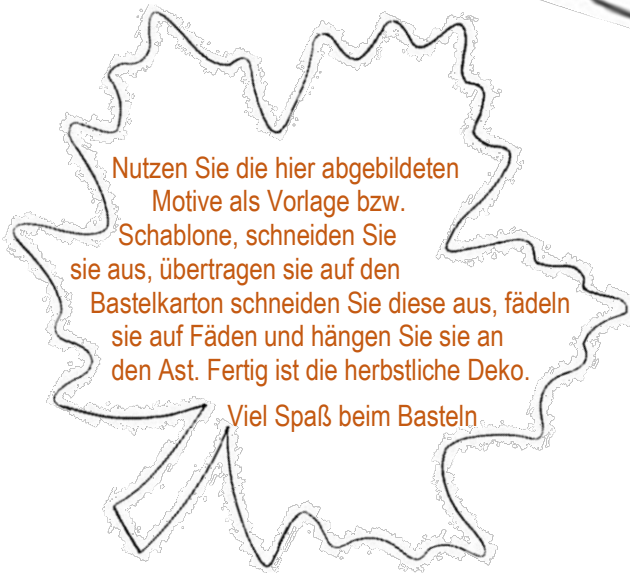 Nutzen Sie die hier abgebildeten
Motive als Vorlage bzw.
Schablone, schneiden Sie
sie aus, übertragen sie auf den
Bastelkarton schneiden Sie diese aus, fädeln
sie auf Fäden und hängen Sie sie an
den Ast. Fertig ist die herbstliche Deko.
Viel Spaß beim Basteln